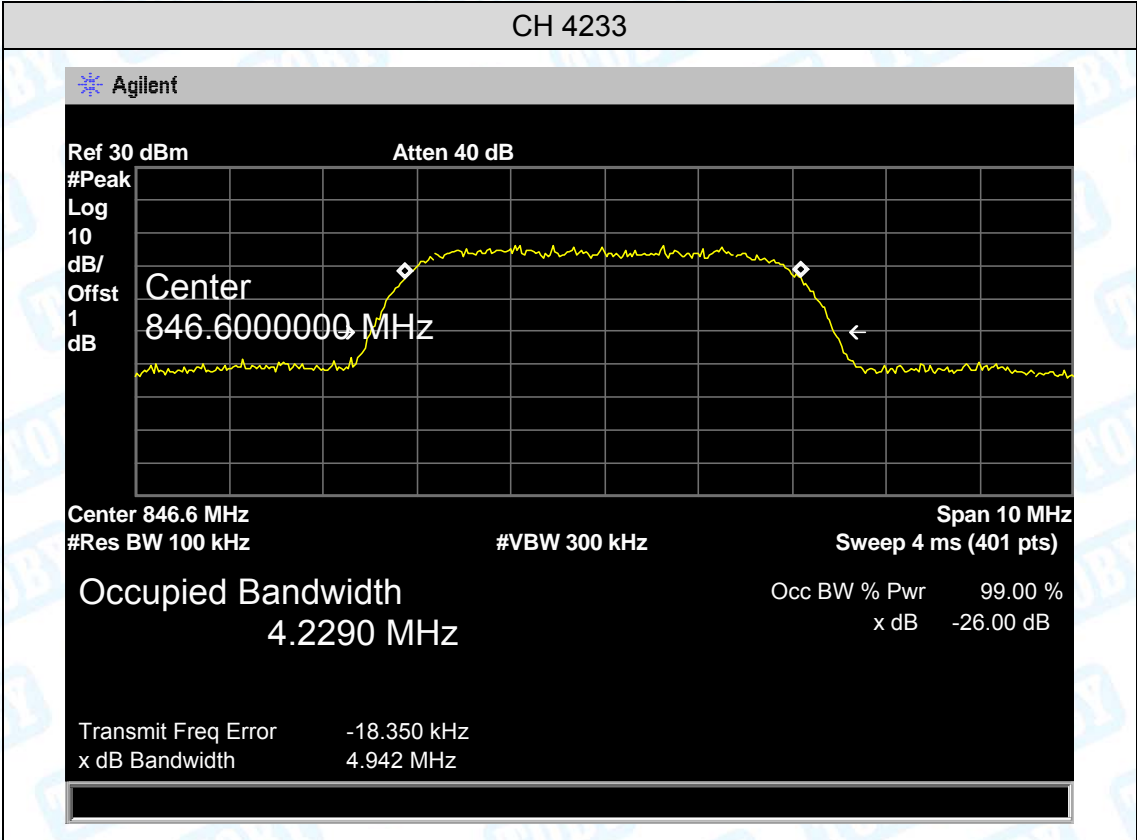 CH 4233
Agilent
Ref 30 dBm Atten 40 dB
#Peak
Log
10
dB/
Offst
1
dB
Center
846.6000000 MHz
Center 846.6 MHz Span 10 MHz
#Res BW 100 kHz #VBW 300 kHz Sweep 4 ms (401 pts)
Occupied Bandwidth
4.2290 MHz
Occ BW % Pwr 99.00 %
x dB -26.00 dB
Transmit Freq Error -18.350 kHz
x dB Bandwidth 4.942 MHz